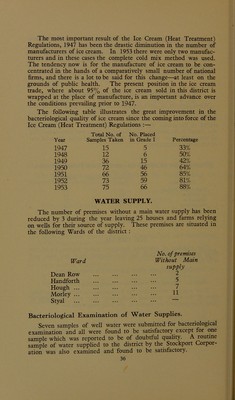 The most important result of the Ice Cream (Heat Treatment)
Regulations, 1947 has been the drastic diminution in the number of
manufacturers of ice cream. In 1953 there were only two manufac-
turers and in these cases the complete cold mix method was used.
The tendency now is for the manufacture of ice cream to be con-
centrated in the hands of a comparatively small number of national
firms, and there is a lot to be said for this change—at least on the
grounds of public health. The present position in the ice cream
trade, where about 95% of the ice cream sold in this district is
wrapped at the place of manufacture, is an important advance over
the conditions prevailing prior to 1947.
The following table illustrates the great improvement in the
bacteriological quality of ice cream since the coming into force of the
Ice Cream (Heat Treatment) Regulations :—
Total No. of No. Placed
Year Samples Taken in Grade I Percentage
1947 15 5 33%
1948 12 6 50%
1949 36 15 42%
1950 72 46 64%
1951 66 56 85%
1952 73 59 81%
1953 75 66 88%
WATER SUPPLY.
The number of premises without a main water supply has been
reduced by 5 during the year leaving 25 houses and farms relying
on wells for their source of supply. These premises are situated in
the following Wards of the district :
No. of premises
Ward Without Main
supply
Dean Row ... ... ... ... 2
Handforth ... ... ... ... 5
Hough ... ... ... ... ... 7
Morley ... ... ... ... ... 11
Styal ... ... ... ... ... —
Bacteriological Examination of Water Supplies.
Seven samples of well water were submitted for bacteriological
examination and all were found to be satisfactory except for one
sample which was reported to be of doubtful quality. A routine
sample of water supplied to the district by the Stockport Corpor-
ation was also examined and found to be satisfactory.
36